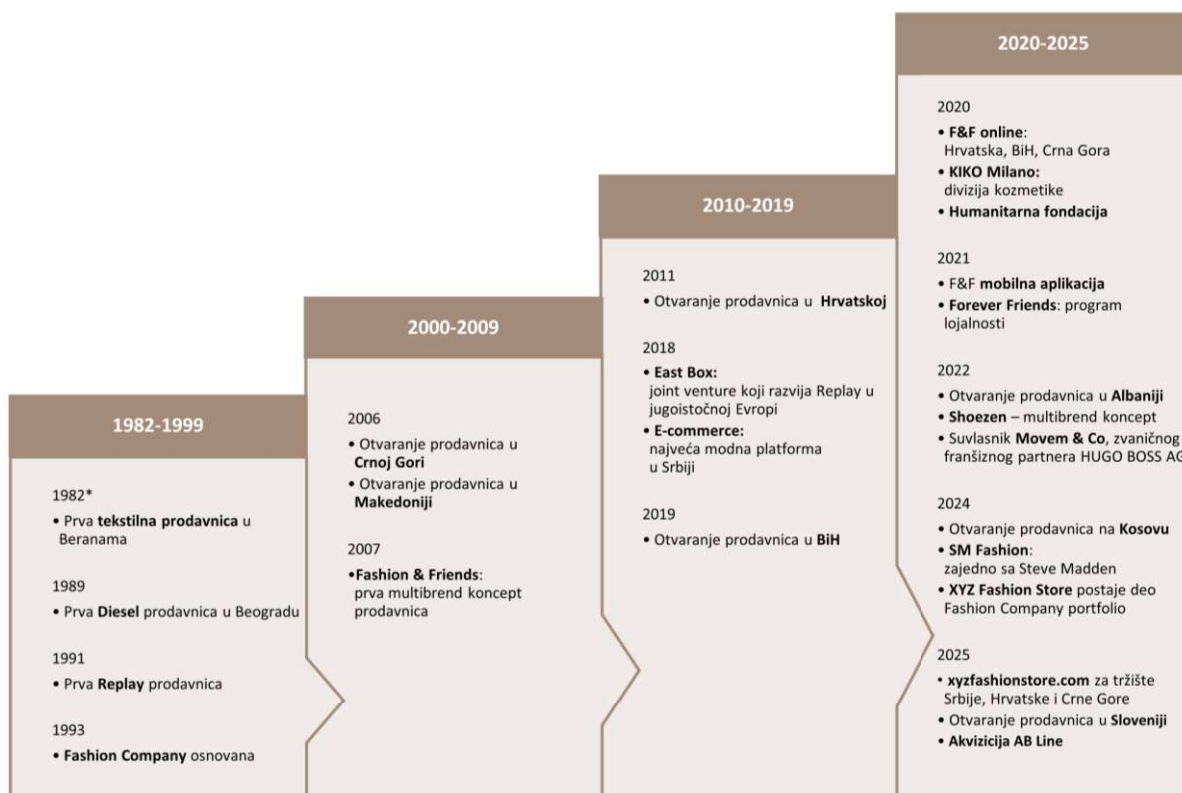 1982-1999
1982*
• Prva tekstilna prodavnica u
Beranama
1989
• Prva Diesel prodavnica u Beogradu
1991
• Prva Replay prodavnica
1993
• Fashion Company osnovana
2000-2009
2006
• Otvaranje prodavnica u
Crnoj Gori
• Otvaranje prodavnica u
Makedoniji
2007
•Fashion & Friends:
prva multibrend koncept
prodavnica
2010-2019
2011
• Otvaranje prodavnica u Hrvatskoj
2018
• East Box:
joint venture koji razvija Replay u
jugoistočnoj Evropi
• E-commerce:
najveća modna platforma
u Srbiji
2019
• Otvaranje prodavnica u BiH
2020-2025
2020
• F&F online:
Hrvatska, BiH, Crna Gora
• KIKO Milano:
divizija kozmetike
• Humanitarna fondacija
2021
• F&F mobilna aplikacija
• Forever Friends: program
lojalnosti
2022
• Otvaranje prodavnica u Albaniji
• Shoezen – multibrend koncept
• Suvlasnik Movem & Co, zvaničnog
franšiznog partnera HUGO BOSS AG
2024
• Otvaranje prodavnica na Kosovu
• SM Fashion:
zajedno sa Steve Madden
• XYZ Fashion Store postaje deo
Fashion Company portfolio
2025
• xyzfashionstore.com za tržište
Srbije, Hrvatske i Crne Gore
• Otvaranje prodavnica u Sloveniji
• Akvizicija AB Line